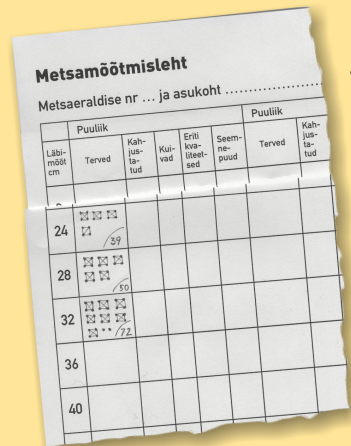 Metsamõõtmisleht
Metsaeraldise nr ... ja asukoht ......................
Puuliik Puuliik
Läbi-
mõõt
cm
Terved
Kah-
jus-
ta-
tud
Kui-
vad
Eriti
kva-
liteet-
sed
Seem-
ne-
puud
Terved
Kah-
jus-
ta-
tud
24 /39
28 /50
32 /72
36
40